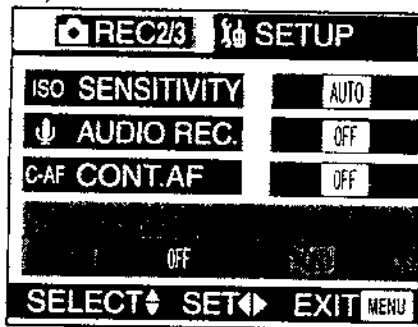 REC2/3 SETUP
ISO SENSITIVITY AUTO
AUDIO REC. OFF
C-AF CONT.AF OFF
OFF
SELECT SET EXIT MENU